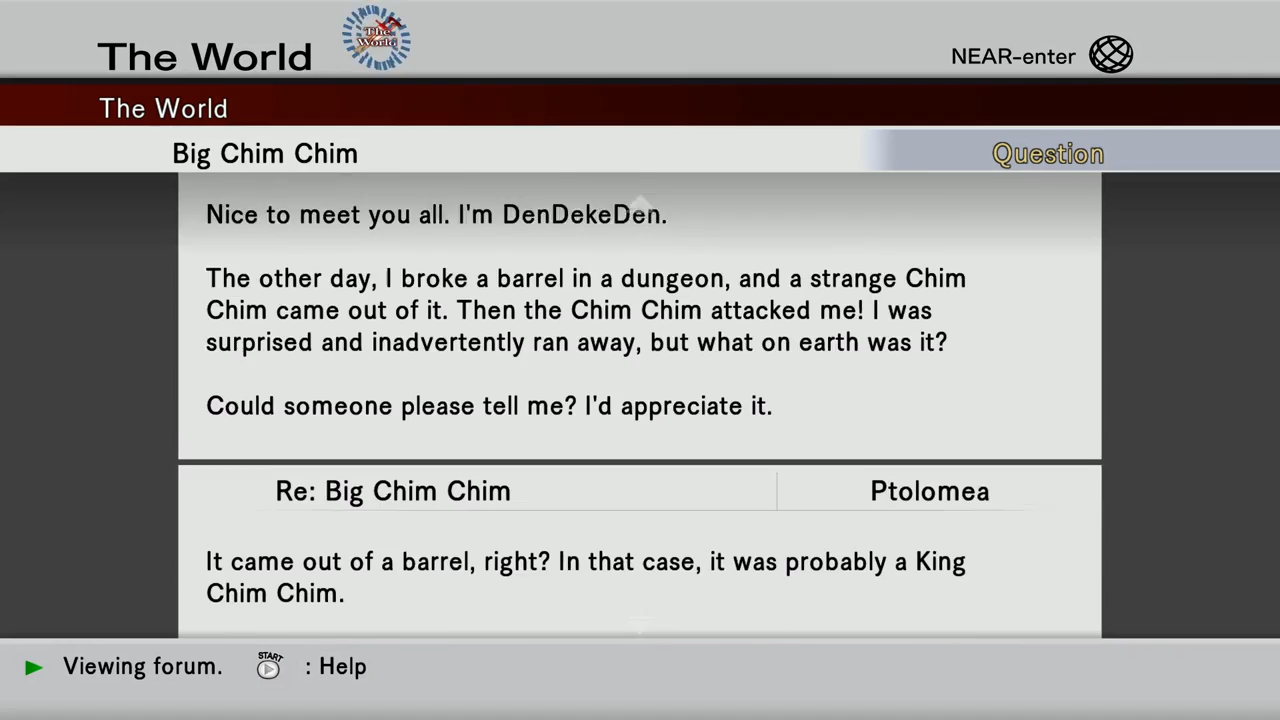 The World
The World
NEAR-enter
The World
Big Chim Chim
Question
Nice to meet you all. I'm DenDekeDen.
The other day, I broke a barrel in a dungeon, and a strange Chim
Chim came out of it. Then the Chim Chim attacked me! I was
surprised and inadvertently ran away, but what on earth was it?
Could someone please tell me? I'd appreciate it.
Re: Big Chim Chim
Ptolomea
It came out of a barrel, right? In that case, it was probably a King
Chim Chim.
Viewing forum.
START
: Help